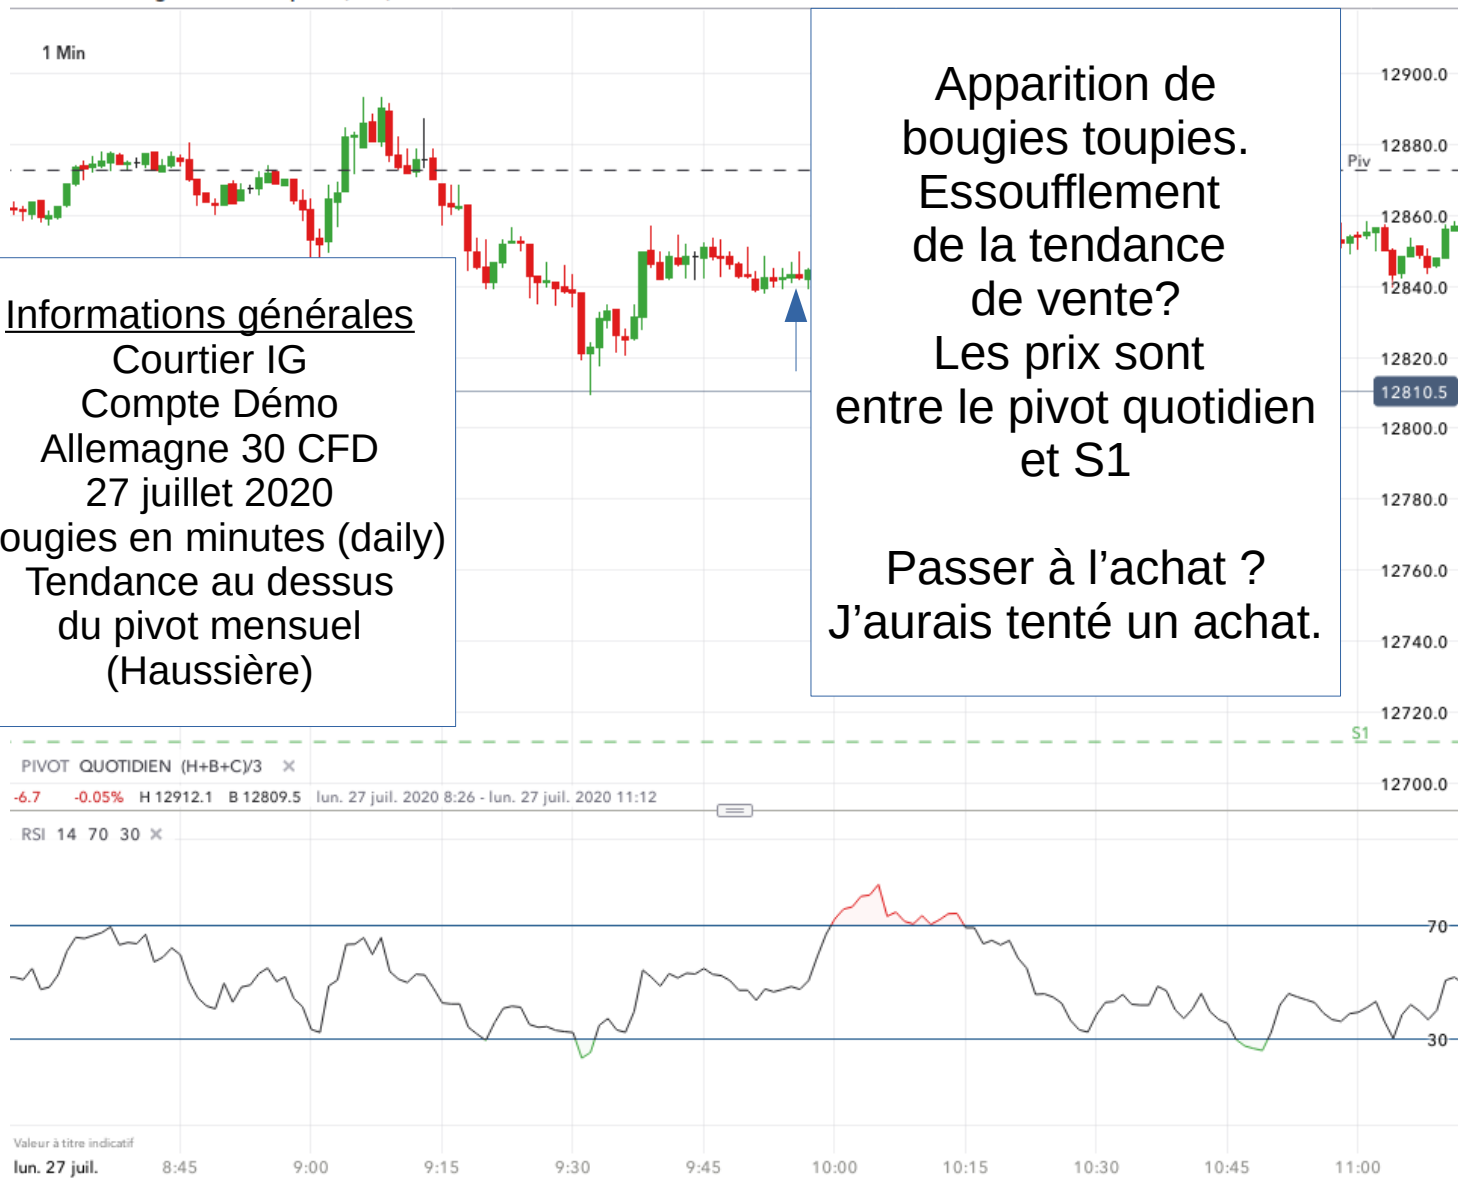 1 Min
Apparition de
bougies toupies.
Essoufflement
de la tendance
de vente?
Les prix sont
entre le pivot quotidien
et S1
Passer à l’achat ?
J’aurais tenté un achat.
Informations générales
Courtier IG
Compte Démo
Allemagne 30 CFD
27 juillet 2020
ougies en minutes (daily)
Tendance au dessus
du pivot mensuel
(Haussière)
12900.0
12880.0
Piv
12860.0
12840.0
12820.0
12810.5
12800.0
12780.0
12760.0
12740.0
12720.0
S1
12700.0
PIVOT QUOTIDIEN (H+B+C)/3 ×
-6.7 -0.05% H 12912.1 B 12809.5 lun. 27 juil. 2020 8:26 - lun. 27 juil. 2020 11:12
RSI 14 70 30 ×
70
30
Valeur à titre indicatif
lun. 27 juil. 8:45 9:00 9:15 9:30 9:45 10:00 10:15 10:30 10:45 11:00